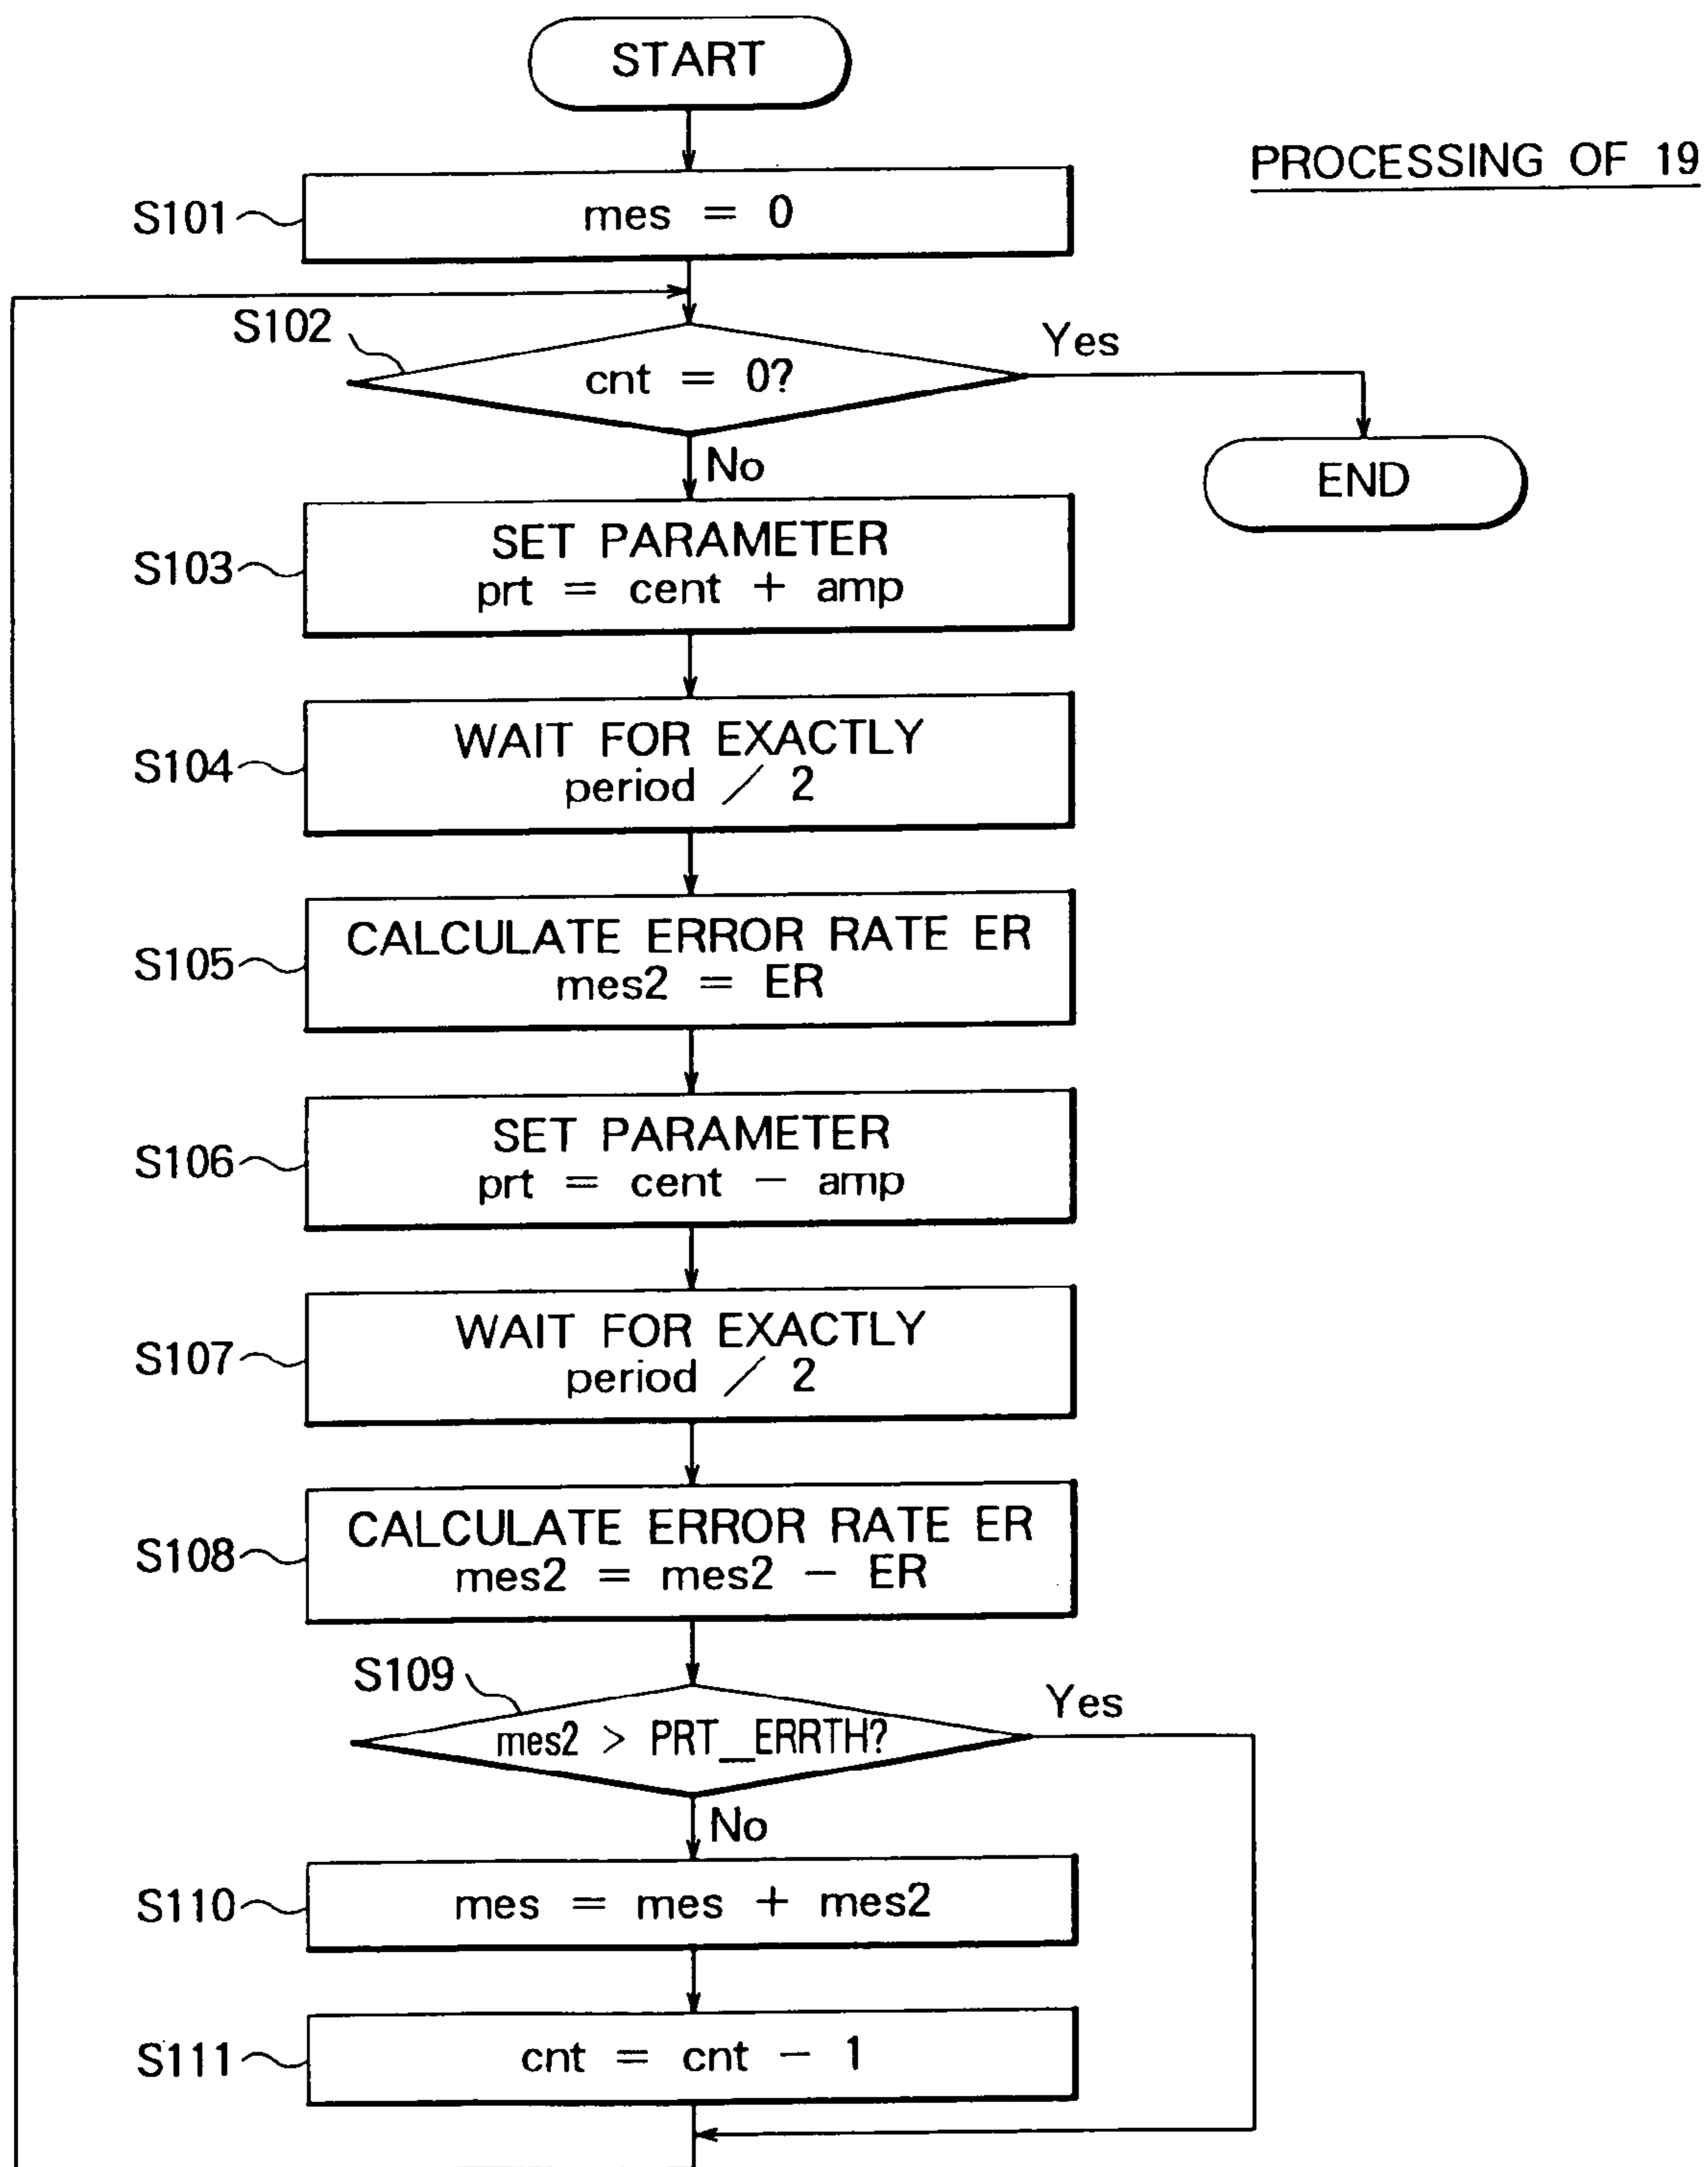 START
PROCESSING OF 19
S101
mes = 0
S102
cnt = 0?
Yes
END
No
S103
SET PARAMETER
prt = cent + amp
S104
WAIT FOR EXACTLY
period / 2
S105
CALCULATE ERROR RATE ER
mes2 = ER
S106
SET PARAMETER
prt = cent - amp
S107
WAIT FOR EXACTLY
period / 2
S108
CALCULATE ERROR RATE ER
mes2 = mes2 - ER
S109
mes2 > PRT_ERRTH?
Yes
No
S110
mes = mes + mes2
S111
cnt = cnt - 1